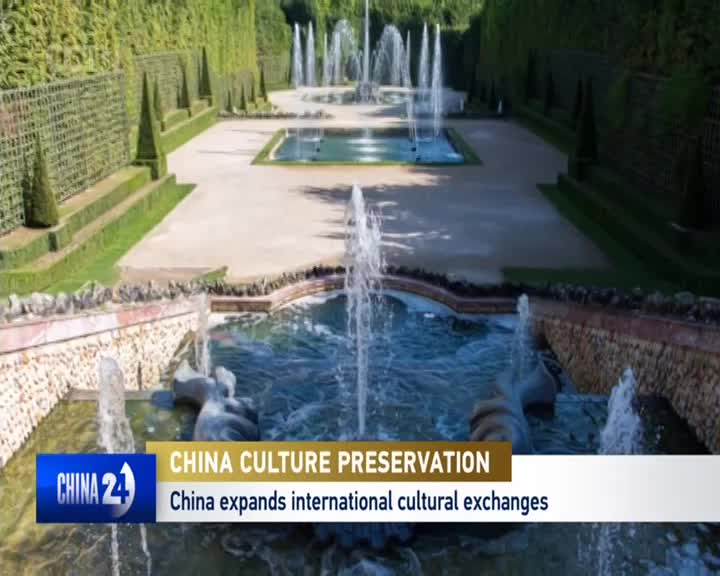 CHINA CULTURE PRESERVATION
CHINA 24
China expands international cultural exchanges